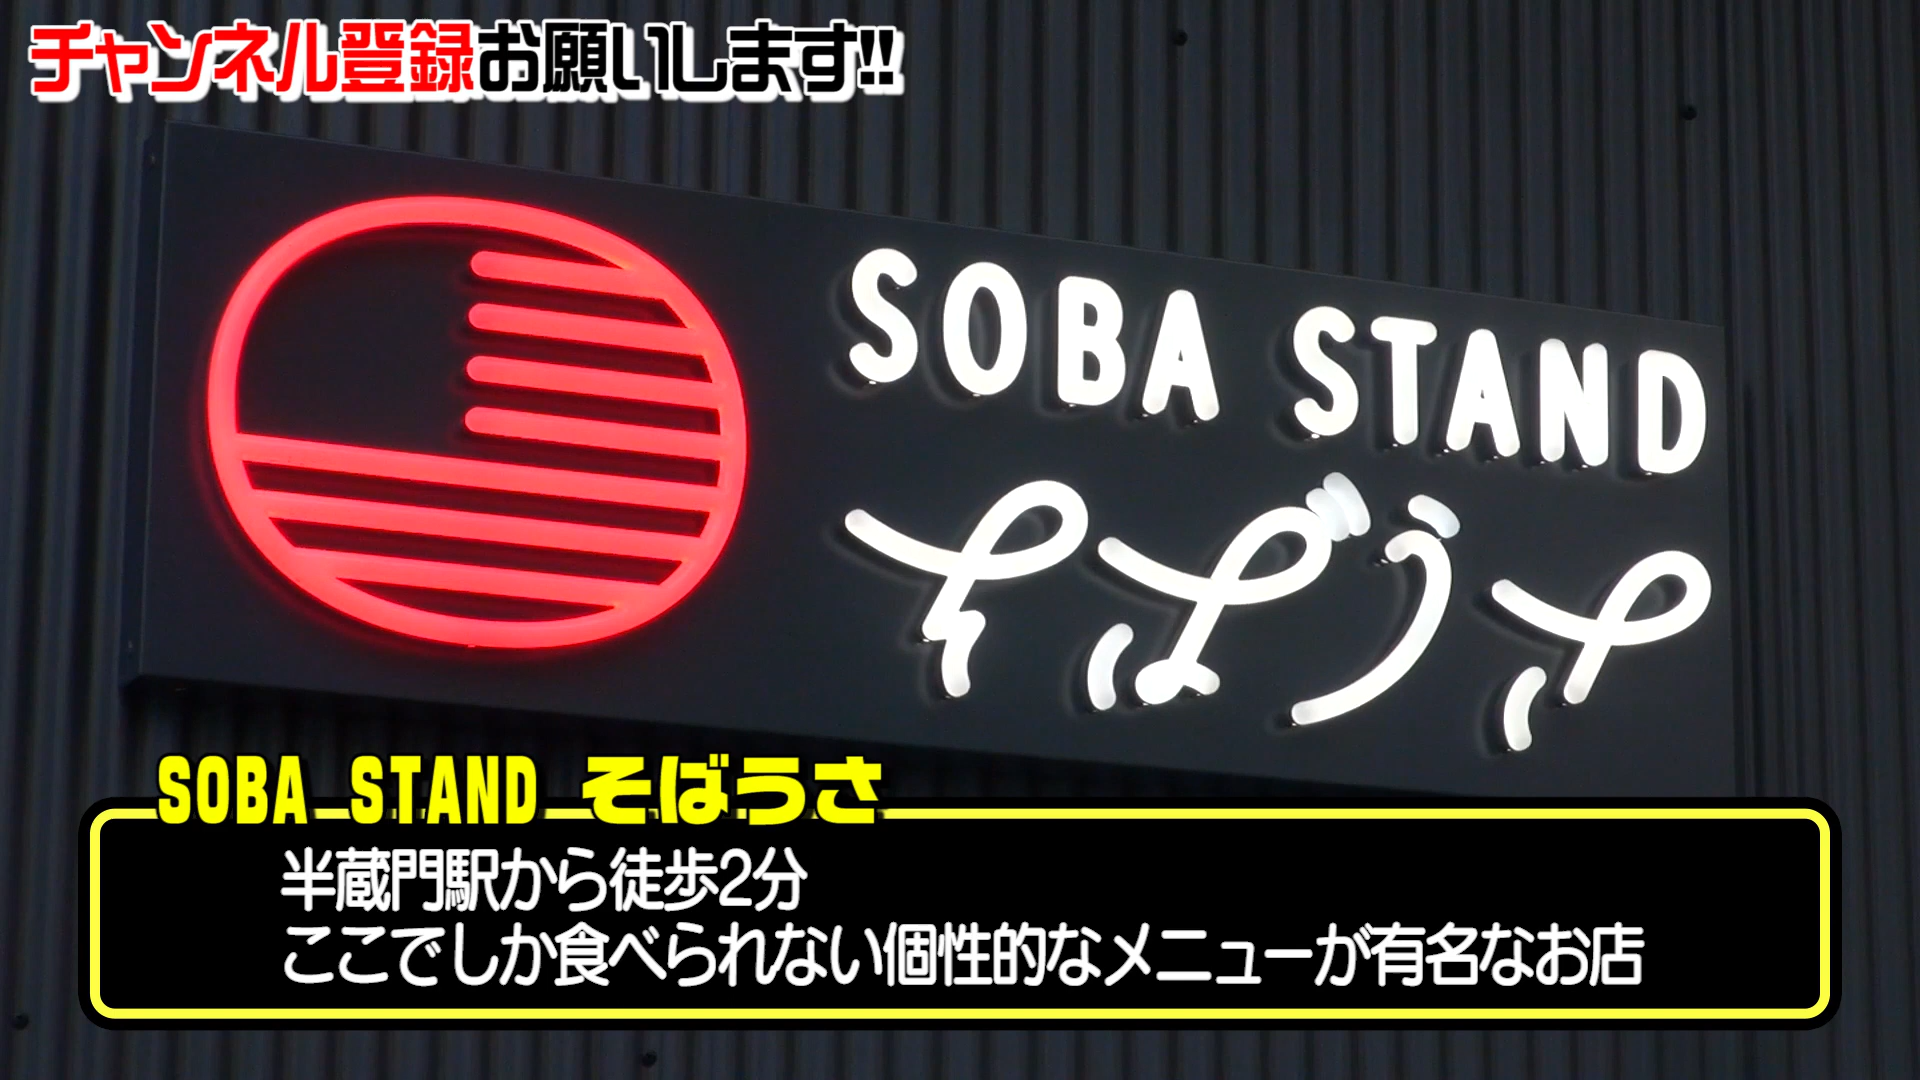 チャンネル登録お願いします!!
SOBA STAND
そばうさ
SOBA STAND そばうさ
半蔵門駅から徒歩2分
ここでしか食べられない個性的なメニューが有名なお店